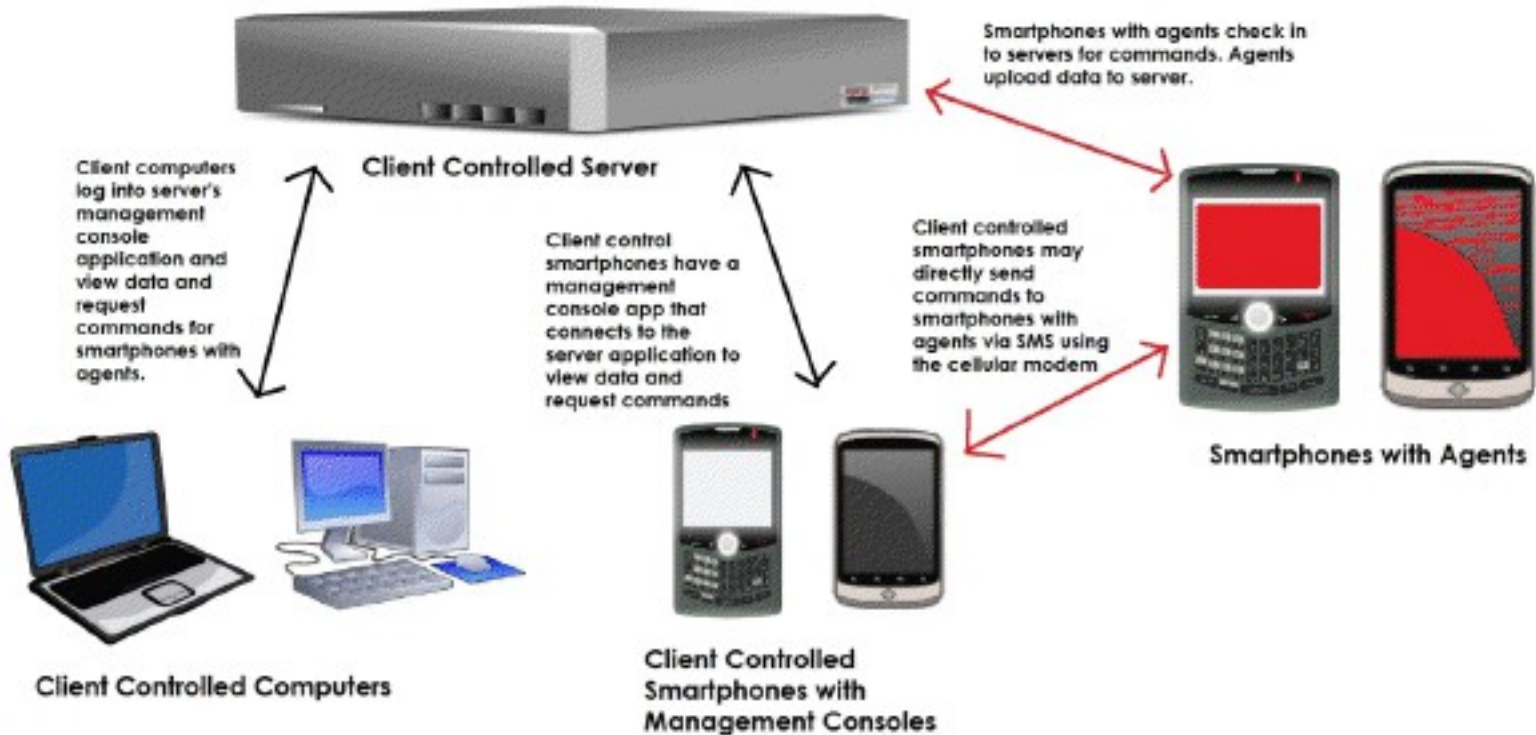 Smartphones with agents check in
to servers for commands. Agents
upload data to server.
Client Controlled Server
Client computers
log into server's
management
console
application and
view data and
request
commands for
smartphones with
agents.
Client control
smartphones have a
management
console app that
connects to the
server application to
view data and
request commands
Client controlled
smartphones may
directly send
commands to
smartphones with
agents via SMS using
the cellular modem
Smartphones with Agents
Client Controlled Computers
Client Controlled
Smartphones with
Management Consoles